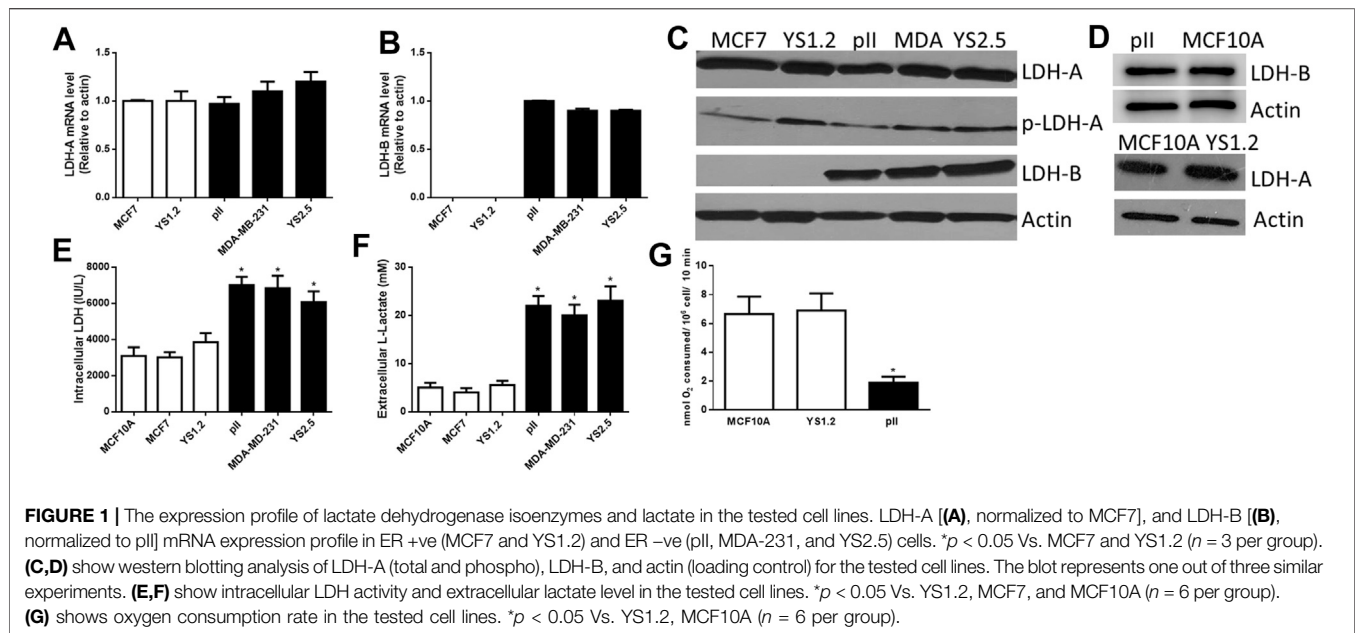 A
LDH-A mRNA level
(Relative to actin)
1.5
1.0
0.5
0.0
MCF7
YS1.2
pII
MDA-MB-231
YS2.5
B
LDH-B mRNA level
(Relative to actin)
1.5
1.0
0.5
0.0
MCF7
YS1.2
pII
MDA-MB-231
YS2.5
C
MCF7 YS1.2 pII MDA YS2.5
LDH-A
p-LDH-A
LDH-B
Actin
D
pII MCF10A
LDH-B
Actin
MCF10A YS1.2
LDH-A
Actin
E
Intracellular LDH (IU/L)
8000
6000
4000
2000
0
* * *
MCF10A
MCF7
YS1.2
pII
MDA-MD-231
YS2.5
F
Extracellular L-Lactate (mM)
30
20
10
0
* * *
MCF10A
MCF7
YS1.2
pII
MDA-MD-231
YS2.5
G
nmol O₂ consumed/ 10⁶ cell/ 10 min
10
8
6
4
2
0
*
MCF10A
YS1.2
pII
FIGURE 1 | The expression profile of lactate dehydrogenase isoenzymes and lactate in the tested cell lines. LDH-A [(A), normalized to MCF7], and LDH-B [(B),
normalized to pII] mRNA expression profile in ER +ve (MCF7 and YS1.2) and ER −ve (pII, MDA-231, and YS2.5) cells. *p < 0.05 Vs. MCF7 and YS1.2 (n = 3 per group).
(C,D) show western blotting analysis of LDH-A (total and phospho), LDH-B, and actin (loading control) for the tested cell lines. The blot represents one out of three similar
experiments. (E,F) show intracellular LDH activity and extracellular lactate level in the tested cell lines. *p < 0.05 Vs. YS1.2, MCF7, and MCF10A (n = 6 per group).
(G) shows oxygen consumption rate in the tested cell lines. *p < 0.05 Vs. YS1.2, MCF10A (n = 6 per group).